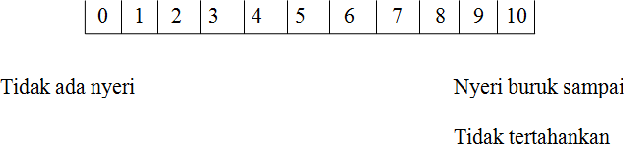 0 1 2 3 4 5 6 7 8 9 10
Tidak ada nyeri Nyeri buruk sampai
Tidak tertahankan